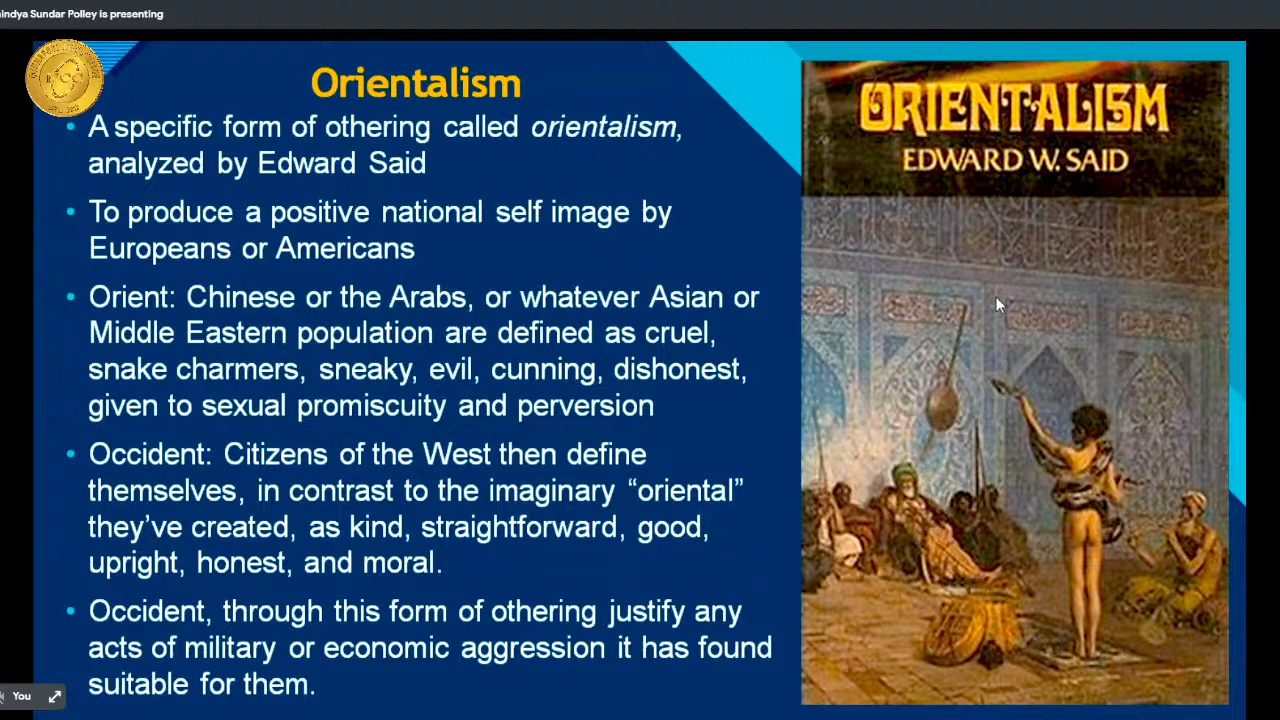 indya Sundar Polley is presenting
Orientalism
• A specific form of othering called orientalism,
analyzed by Edward Said
• To produce a positive national self image by
Europeans or Americans
• Orient: Chinese or the Arabs, or whatever Asian or
Middle Eastern population are defined as cruel,
snake charmers, sneaky, evil, cunning, dishonest,
given to sexual promiscuity and perversion
• Occident: Citizens of the West then define
themselves, in contrast to the imaginary “oriental”
they’ve created, as kind, straightforward, good,
upright, honest, and moral.
• Occident, through this form of othering justify any
acts of military or economic aggression it has found
suitable for them.
ORIENTALISM
EDWARD W. SAID
You